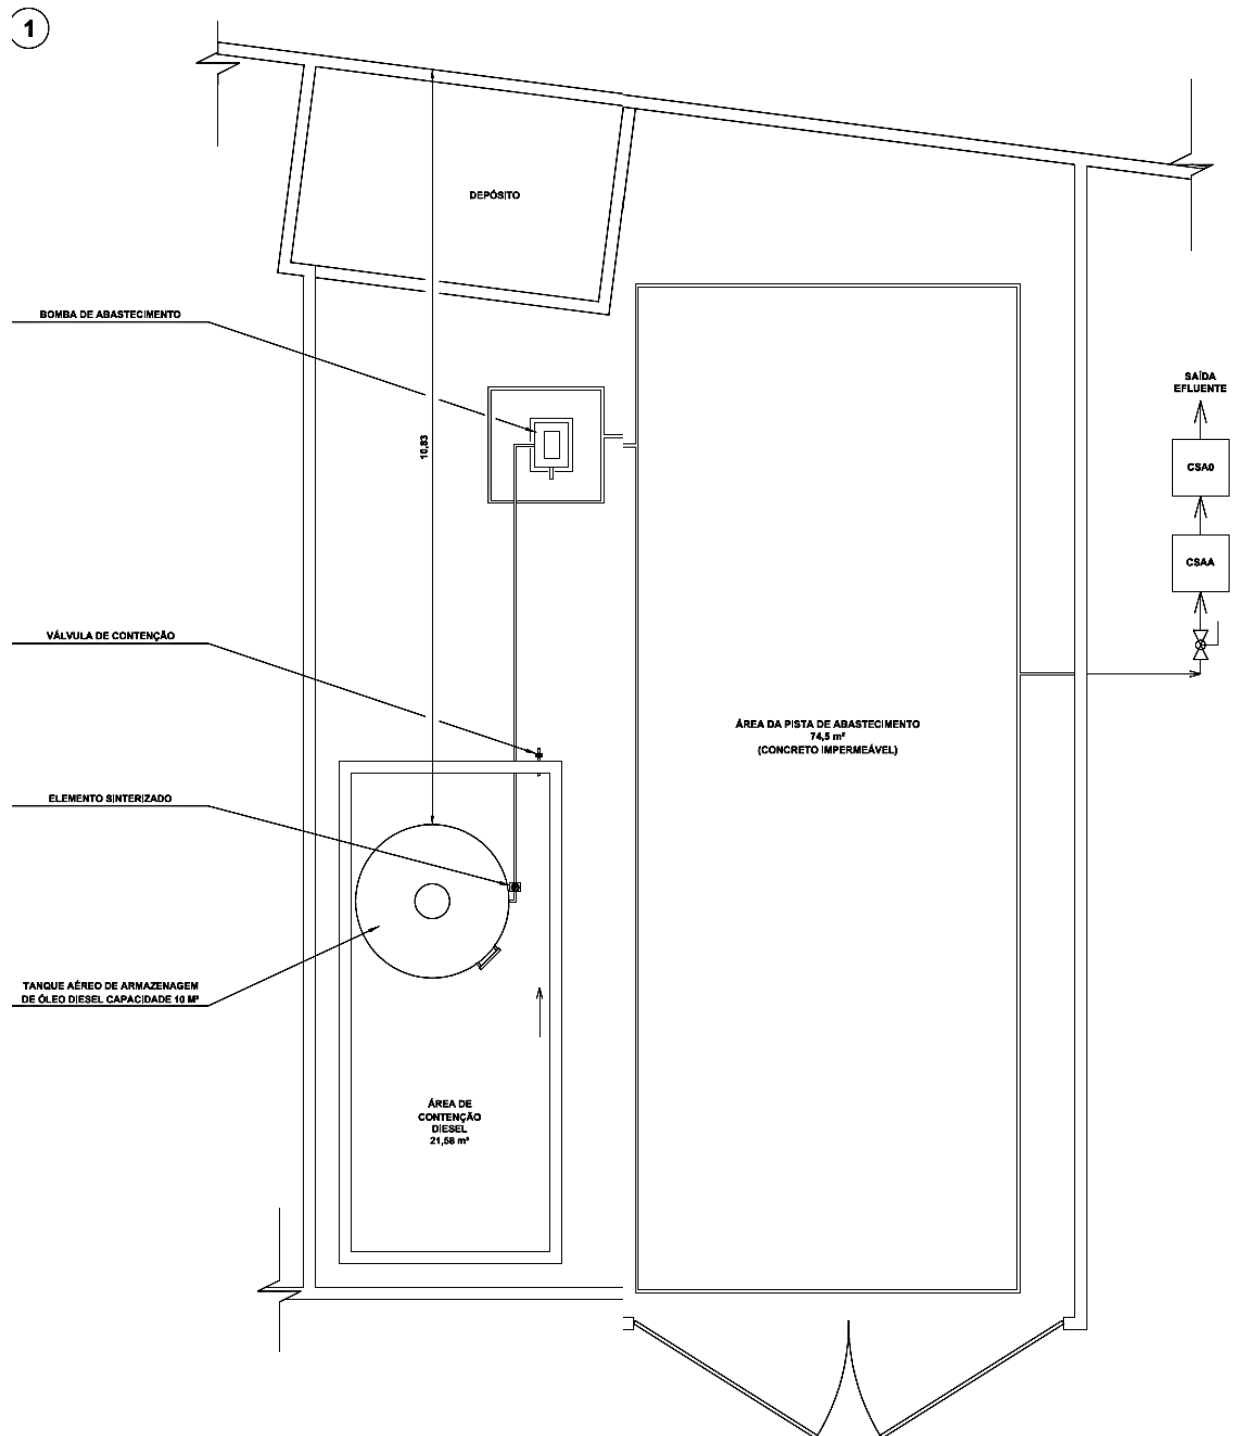 1
DEPÓSITO
BOMBA DE ABASTECIMENTO
SAÍDA
EFLUENTE
10,83
CSAO
CSAA
VÁLVULA DE CONTENÇÃO
ÁREA DA PISTA DE ABASTECIMENTO
74,5 m²
(CONCRETO IMPERMEÁVEL)
ELEMENTO SINTERIZADO
TANQUE AÉREO DE ARMAZENAGEM
DE ÓLEO DIESEL CAPACIDADE 10 M³
ÁREA DE
CONTENÇÃO
DIESEL
21,58 m²